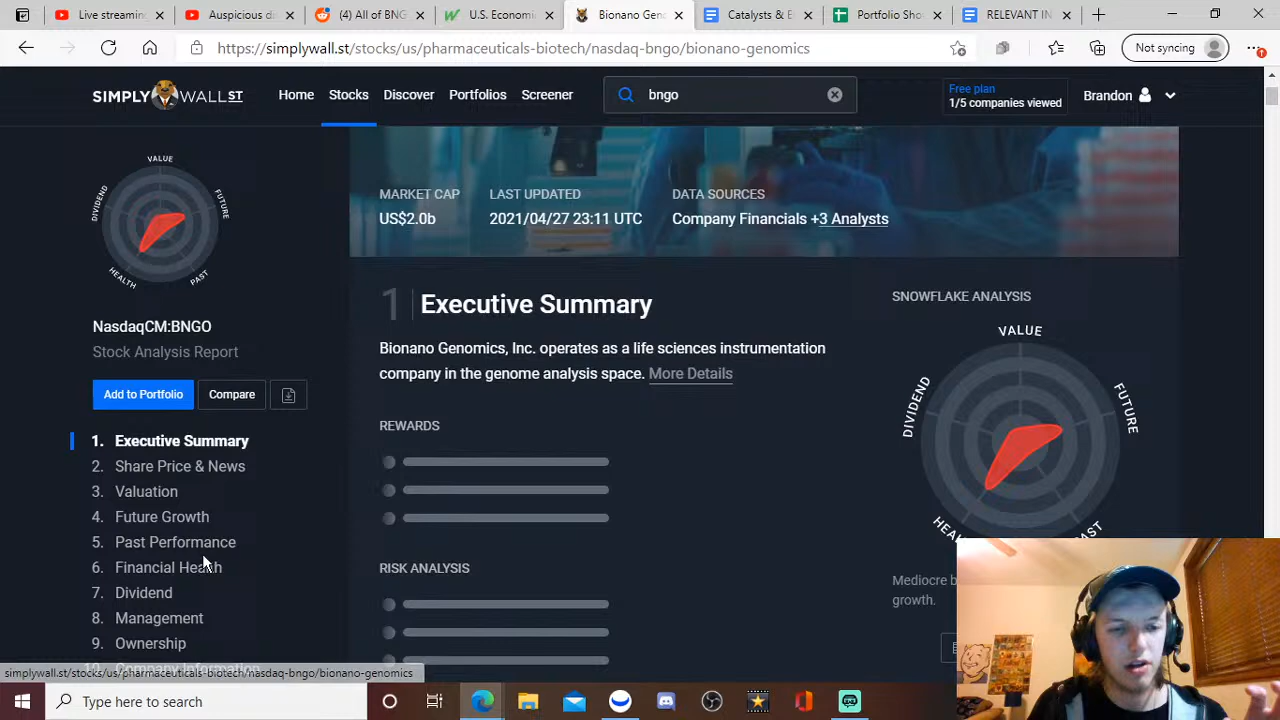 Live streaming
Auspicious c
(4) All of BNG
U.S. Economi
Bionano Geno
Catalysts & B
Portfolio Sho
RELEVANT IN
https://simplywall.st/stocks/us/pharmaceuticals-biotech/nasdaq-bngo/bionano-genomics
Not syncing
SIMPLY WALL ST
Home
Stocks
Discover
Portfolios
Screener
bngo
Free plan
1/5 companies viewed
Brandon
VALUE
FUTURE
PAST
HEALTH
DIVIDEND
NasdaqCM:BNGO
Stock Analysis Report
Add to Portfolio
Compare
1. Executive Summary
2. Share Price & News
3. Valuation
4. Future Growth
5. Past Performance
6. Financial Health
7. Dividend
8. Management
9. Ownership
10. Company Information
MARKET CAP
US$2.0b
LAST UPDATED
2021/04/27 23:11 UTC
DATA SOURCES
Company Financials +3 Analysts
1 Executive Summary
Bionano Genomics, Inc. operates as a life sciences instrumentation
company in the genome analysis space. More Details
REWARDS
RISK ANALYSIS
SNOWFLAKE ANALYSIS
VALUE
FUTURE
DIVIDEND
HEA
AST
Mediocre b
growth.
simplywall.st/stocks/us/pharmaceuticals-biotech/nasdaq-bngo/bionano-genomics
Type here to search